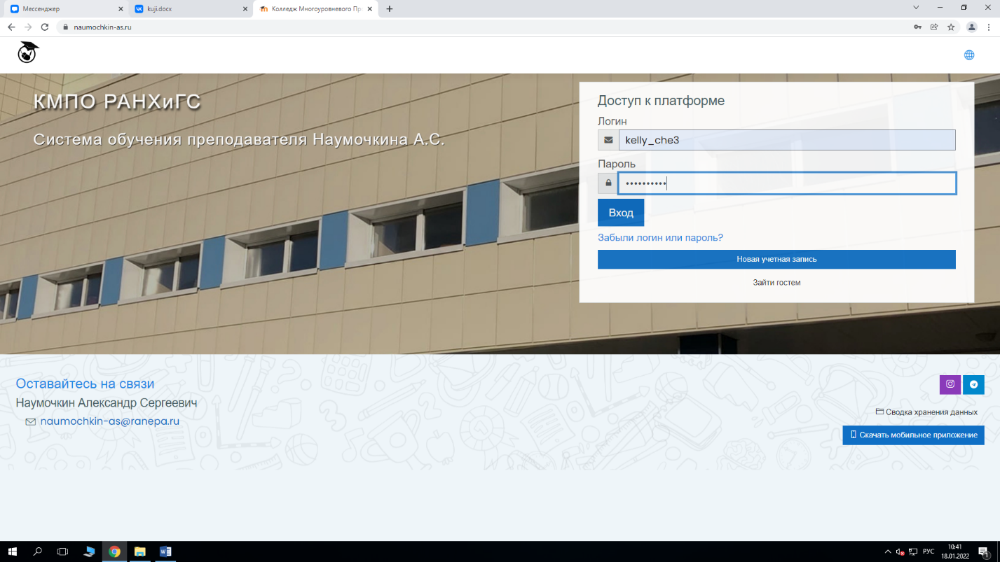 Мессенджер
kuji.docx
Колледж Многоуровневого Пр
naumochkin-as.ru
КМПО РАНХиГС
Система обучения преподавателя Наумочкина А.С.
Доступ к платформе
Логин
kelly_che3
Пароль
••••••••••
Вход
Забыли логин или пароль?
Новая учетная запись
Зайти гостем
Оставайтесь на связи
Наумочкин Александр Сергеевич
naumochkin-as@ranepa.ru
Сводка хранения данных
Скачать мобильное приложение
РУС
10:41
18.01.2022
1